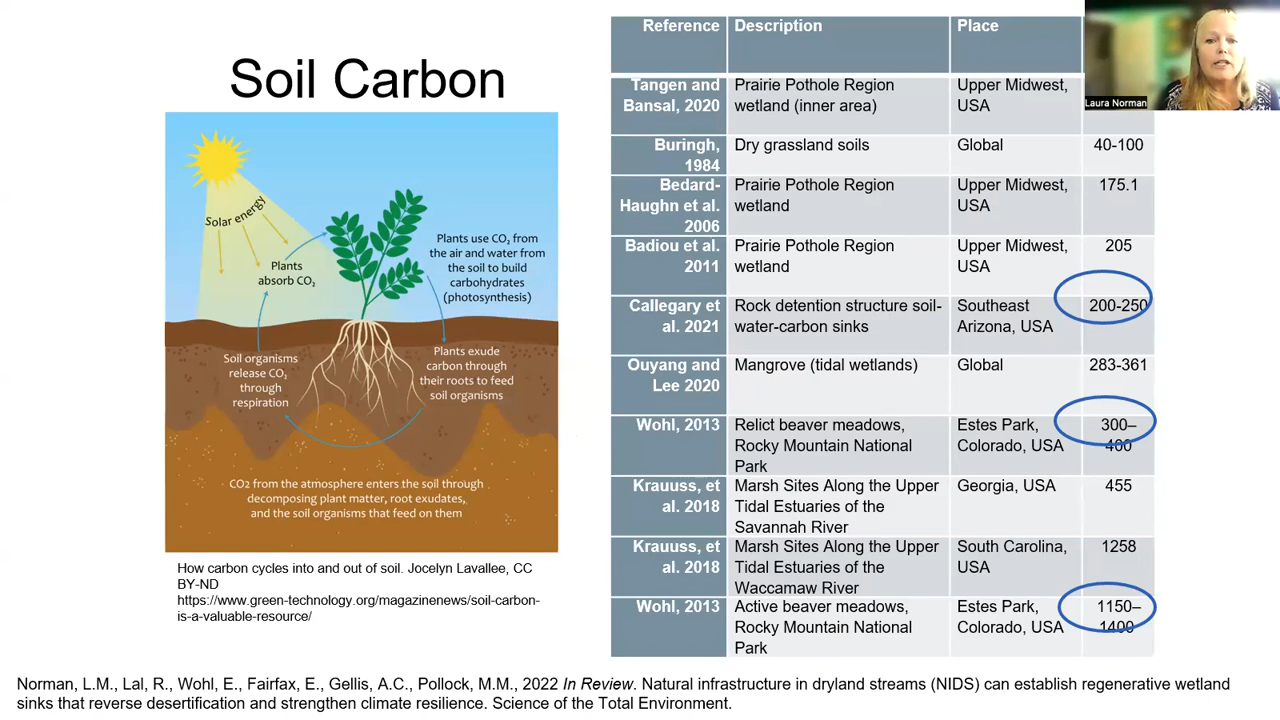 Soil Carbon
Solar energy
Plants
absorb CO₂
Plants use CO₂ from
the air and water from
the soil to build
carbohydrates
(photosynthesis)
Soil organisms
release CO₂
through
respiration
Plants exude
carbon through
their roots to feed
soil organisms
CO2 from the atmosphere enters the soil through
decomposing plant matter, root exudates,
and the soil organisms that feed on them
How carbon cycles into and out of soil. Jocelyn Lavallee, CC
BY-ND
https://www.green-technology.org/magazinenews/soil-carbon-
is-a-valuable-resource/
Reference Description Place
Tangen and Prairie Pothole Region Upper Midwest,
Bansal, 2020 wetland (inner area) USA
Buringh, Dry grassland soils Global 40-100
1984
Bedard- Prairie Pothole Region Upper Midwest, 175.1
Haughn et al. wetland USA
2006
Badiou et al. Prairie Pothole Region Upper Midwest, 205
2011 wetland USA
Callegary et Rock detention structure soil- Southeast 200-250
al. 2021 water-carbon sinks Arizona, USA
Ouyang and Mangrove (tidal wetlands) Global 283-361
Lee 2020
Wohl, 2013 Relict beaver meadows, Estes Park, 300–
Rocky Mountain National Colorado, USA 400
Park
Krauuss, et Marsh Sites Along the Upper Georgia, USA 455
al. 2018 Tidal Estuaries of the
Savannah River
Krauuss, et Marsh Sites Along the Upper South Carolina, 1258
al. 2018 Tidal Estuaries of the USA
Waccamaw River
Wohl, 2013 Active beaver meadows, Estes Park, 1150–
Rocky Mountain National Colorado, USA 1400
Park
Laura Norman
Norman, L.M., Lal, R., Wohl, E., Fairfax, E., Gellis, A.C., Pollock, M.M., 2022 In Review. Natural infrastructure in dryland streams (NIDS) can establish regenerative wetland
sinks that reverse desertification and strengthen climate resilience. Science of the Total Environment.